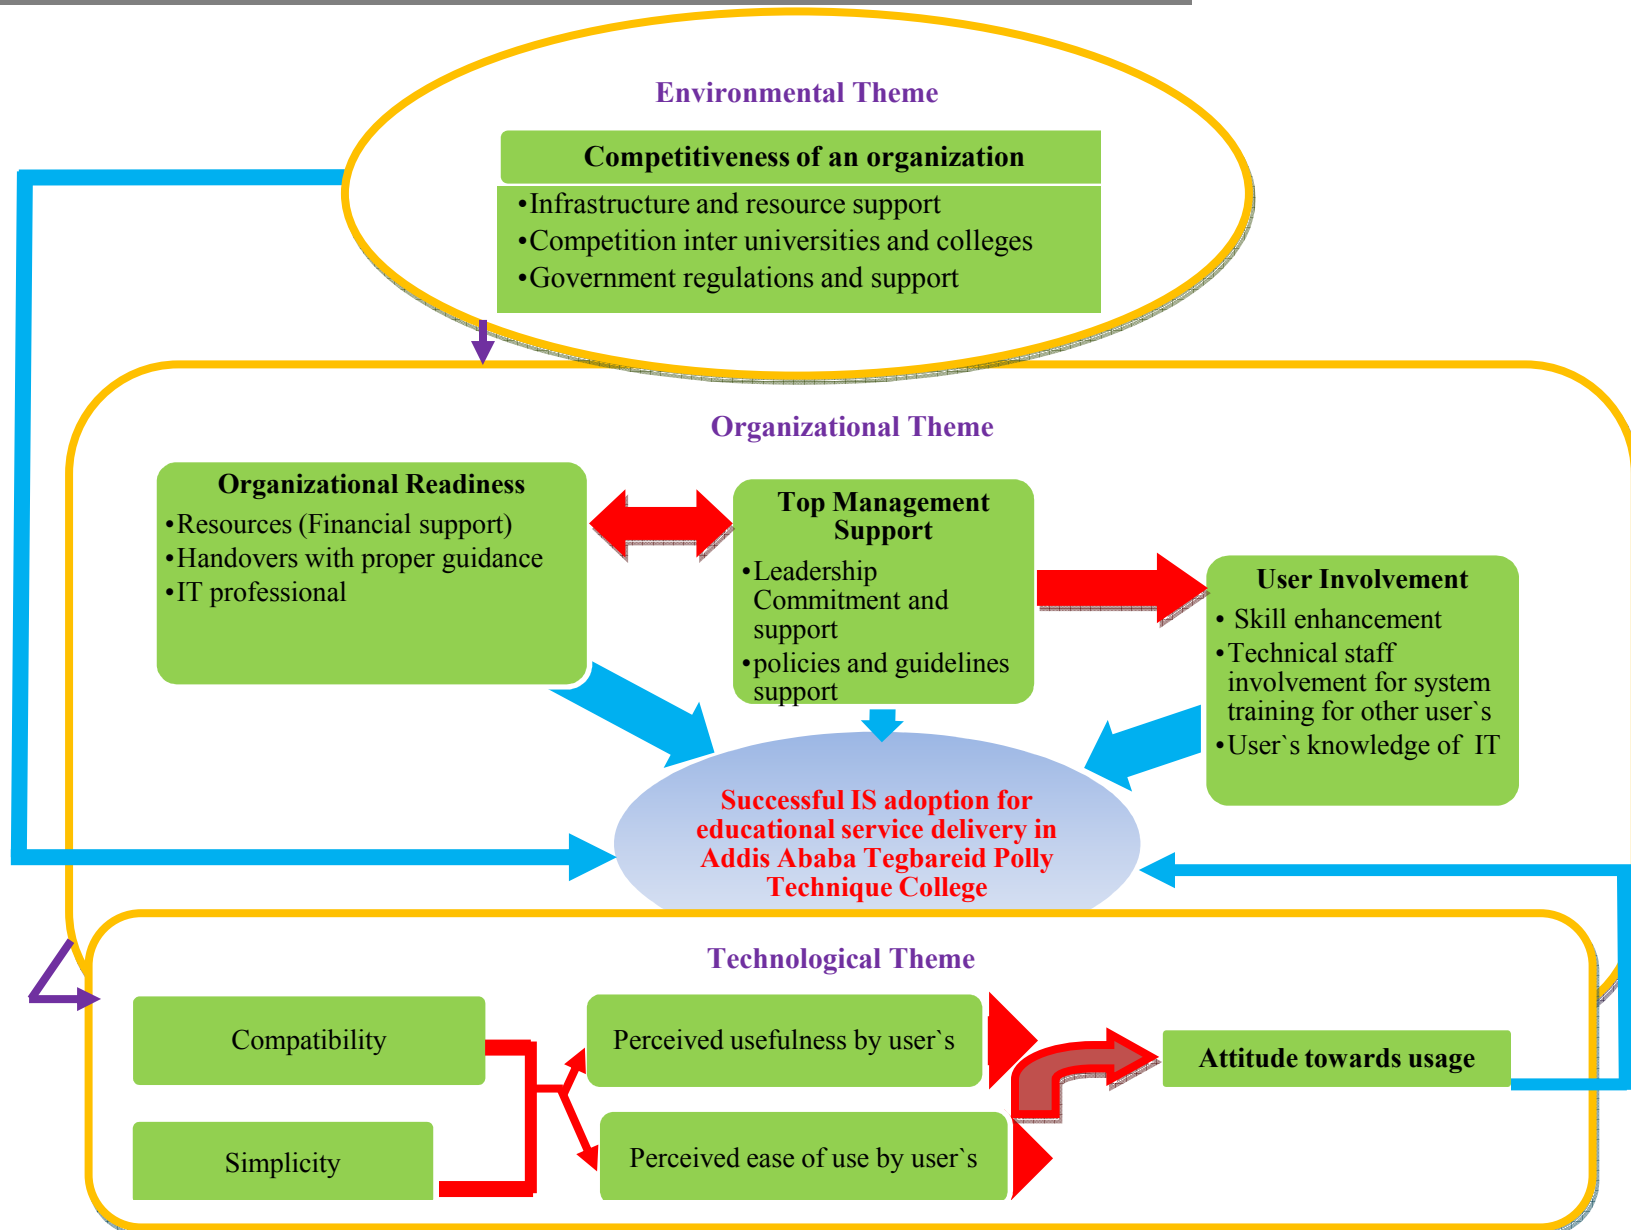 Environmental Theme
Competitiveness of an organization
•Infrastructure and resource support
•Competition inter universities and colleges
•Government regulations and support
Organizational Theme
Organizational Readiness
•Resources (Financial support)
•Handovers with proper guidance
•IT professional
Top Management
Support
•Leadership
Commitment and
support
•policies and guidelines
support
User Involvement
• Skill enhancement
•Technical staff
involvement for system
training for other user`s
•User`s knowledge of IT
Successful IS adoption for
educational service delivery in
Addis Ababa Tegbareid Polly
Technique College
Technological Theme
Compatibility
Simplicity
Perceived usefulness by user`s
Perceived ease of use by user`s
Attitude towards usage